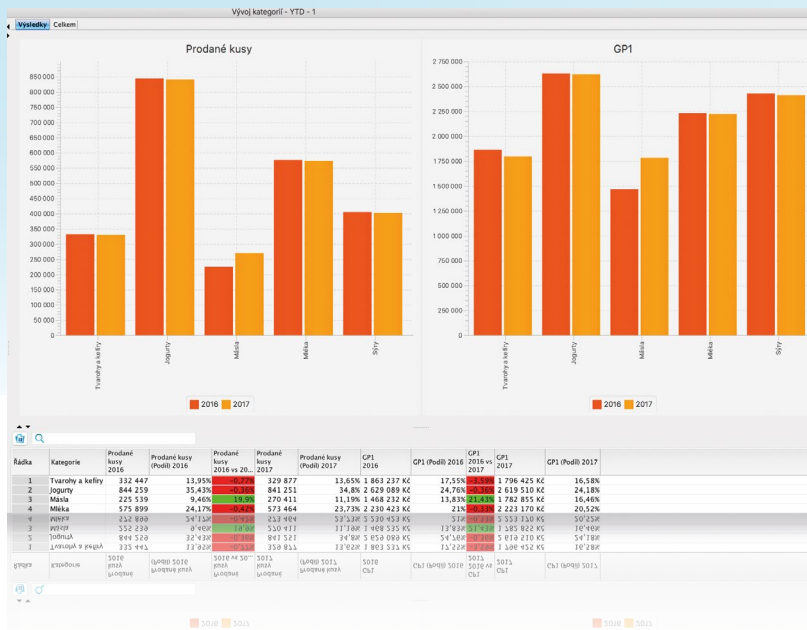 Vývoj kategorií - YTD - 1
Výsledky Celkem
Prodané kusy
850 000
800 000
750 000
700 000
650 000
600 000
550 000
500 000
450 000
400 000
350 000
300 000
250 000
200 000
150 000
100 000
50 000
0
Tvarohy a kefíry
Jogurty
Másla
Mléka
Sýry
2016 2017
GP1
2 750 000
2 500 000
2 250 000
2 000 000
1 750 000
1 500 000
1 250 000
1 000 000
750 000
500 000
250 000
0
Tvarohy a kefíry
Jogurty
Másla
Mléka
Sýry
2016 2017
Řádka Kategorie Prodané kusy 2016 Prodané kusy (Podíl) 2016 Prodané kusy 2016 vs 20... Prodané kusy 2017 Prodané kusy (Podíl) 2017 GP1 2016 GP1 (Podíl) 2016 GP1 2016 vs 2017 GP1 2017 GP1 (Podíl) 2017
1 Tvarohy a kefíry 332 447 13,95% -0,77% 329 877 13,65% 1 863 237 Kč 17,55% -3,59% 1 796 425 Kč 16,58%
2 Jogurty 844 259 35,43% -0,36% 841 251 34,8% 2 629 089 Kč 24,76% -0,36% 2 619 510 Kč 24,18%
3 Másla 225 539 9,46% 19,9% 270 411 11,19% 1 468 232 Kč 13,83% 21,43% 1 782 855 Kč 16,46%
4 Mléka 575 899 24,17% -0,42% 573 464 23,73% 2 230 423 Kč 21% -0,33% 2 223 170 Kč 20,52%